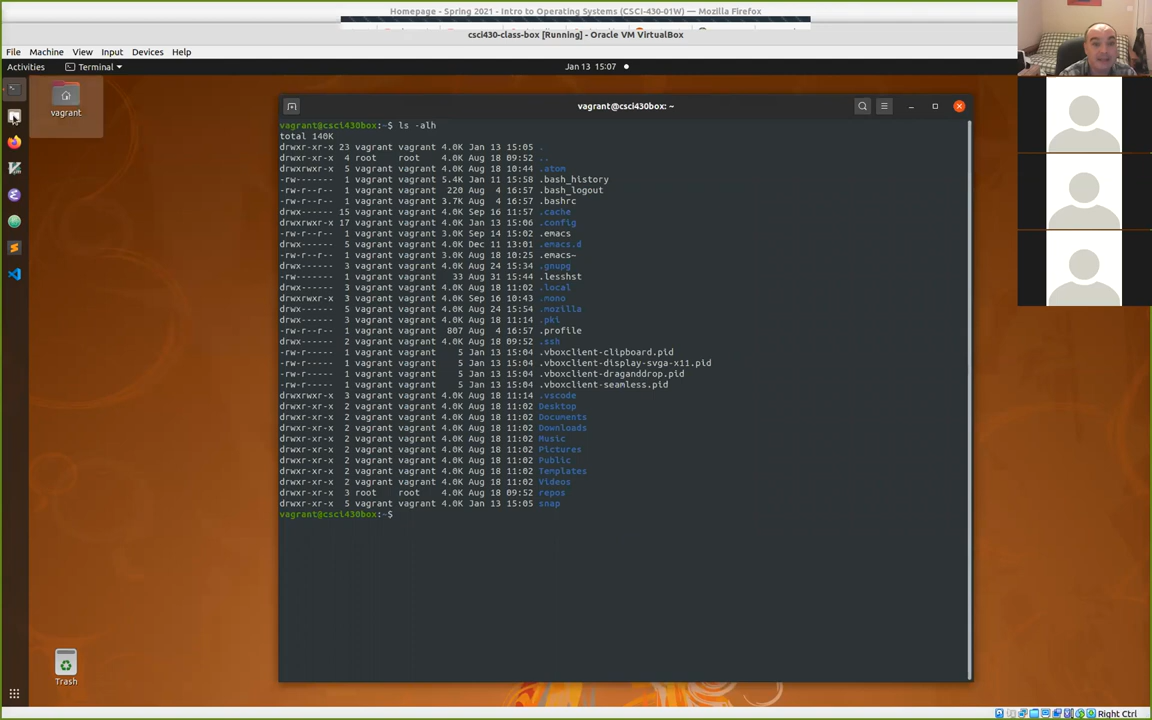 Homepage - Spring 2021 - Intro to Operating Systems (CSCI-430-01W) — Mozilla Firefox
csci430-class-box [Running] - Oracle VM VirtualBox
File Machine View Input Devices Help
Activities Terminal Jan 13 15:07
vagrant
vagrant@csci430box: ~
vagrant@csci430box:~$ ls -alh
total 140K
drwxr-xr-x 23 vagrant vagrant 4.0K Jan 13 15:05 .
drwxr-xr-x 4 root root 4.0K Aug 18 09:52 ..
drwxrwxr-x 5 vagrant vagrant 4.0K Aug 18 10:44 .atom
-rw------- 1 vagrant vagrant 5.4K Jan 11 15:58 .bash_history
-rw-r--r-- 1 vagrant vagrant 220 Aug 4 16:57 .bash_logout
-rw-r--r-- 1 vagrant vagrant 3.7K Aug 4 16:57 .bashrc
drwx------ 15 vagrant vagrant 4.0K Sep 16 11:57 .cache
drwxrwxr-x 17 vagrant vagrant 4.0K Jan 13 15:06 .config
-rw-r--r-- 1 vagrant vagrant 3.0K Sep 14 15:02 .emacs
drwx------ 5 vagrant vagrant 4.0K Dec 11 13:01 .emacs.d
-rw-r--r-- 1 vagrant vagrant 3.0K Aug 18 10:25 .emacs~
drwx------ 3 vagrant vagrant 4.0K Aug 24 15:34 .gnupg
-rw------- 1 vagrant vagrant 33 Aug 31 15:44 .lesshst
drwx------ 3 vagrant vagrant 4.0K Aug 18 11:02 .local
drwxrwxr-x 3 vagrant vagrant 4.0K Sep 16 10:43 .mono
drwx------ 5 vagrant vagrant 4.0K Aug 24 15:54 .mozilla
drwx------ 3 vagrant vagrant 4.0K Aug 18 11:14 .pki
-rw-r--r-- 1 vagrant vagrant 807 Aug 4 16:57 .profile
drwx------ 2 vagrant vagrant 4.0K Aug 18 09:52 .ssh
-rw-r----- 1 vagrant vagrant 5 Jan 13 15:04 .vboxclient-clipboard.pid
-rw-r----- 1 vagrant vagrant 5 Jan 13 15:04 .vboxclient-display-svga-x11.pid
-rw-r----- 1 vagrant vagrant 5 Jan 13 15:04 .vboxclient-draganddrop.pid
-rw-r----- 1 vagrant vagrant 5 Jan 13 15:04 .vboxclient-seamless.pid
drwxrwxr-x 3 vagrant vagrant 4.0K Aug 18 11:14 .vscode
drwxr-xr-x 2 vagrant vagrant 4.0K Aug 18 11:02 Desktop
drwxr-xr-x 2 vagrant vagrant 4.0K Aug 18 11:02 Documents
drwxr-xr-x 2 vagrant vagrant 4.0K Aug 18 11:02 Downloads
drwxr-xr-x 2 vagrant vagrant 4.0K Aug 18 11:02 Music
drwxr-xr-x 2 vagrant vagrant 4.0K Aug 18 11:02 Pictures
drwxr-xr-x 2 vagrant vagrant 4.0K Aug 18 11:02 Public
drwxr-xr-x 2 vagrant vagrant 4.0K Aug 18 11:02 Templates
drwxr-xr-x 2 vagrant vagrant 4.0K Aug 18 11:02 Videos
drwxr-xr-x 3 root root 4.0K Aug 18 09:52 repos
drwxr-xr-x 5 vagrant vagrant 4.0K Jan 13 15:05 snap
vagrant@csci430box:~$
Trash
Right Ctrl